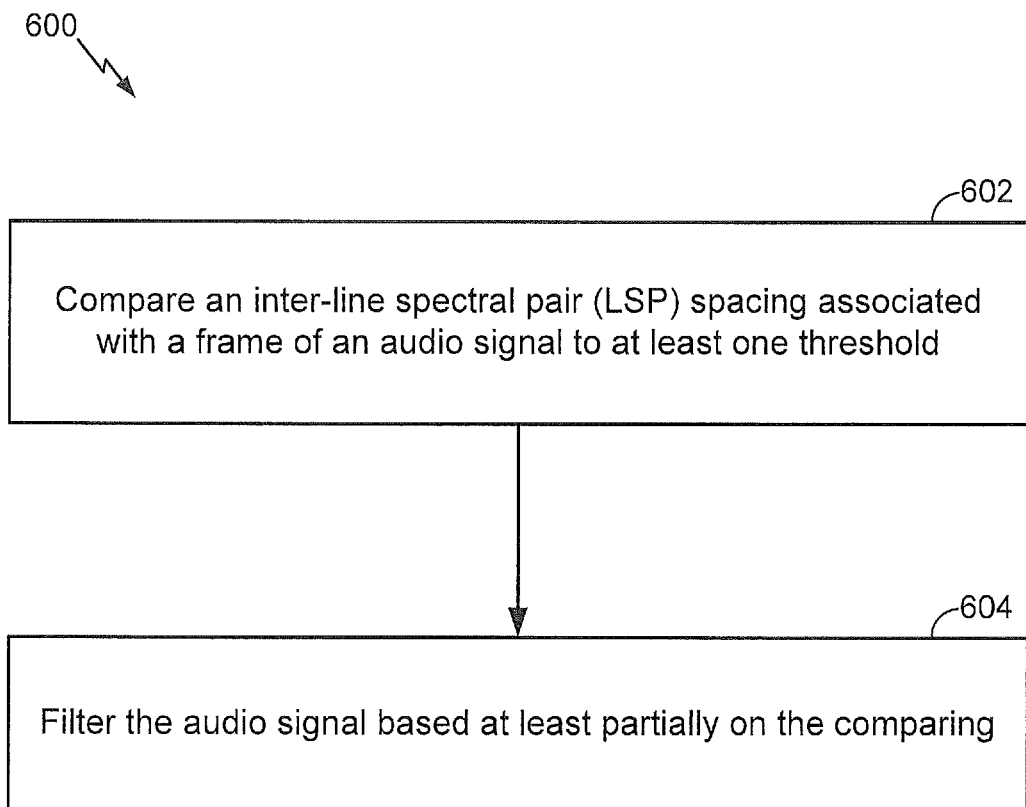 600
602
Compare an inter-line spectral pair (LSP) spacing associated
with a frame of an audio signal to at least one threshold
604
Filter the audio signal based at least partially on the comparing